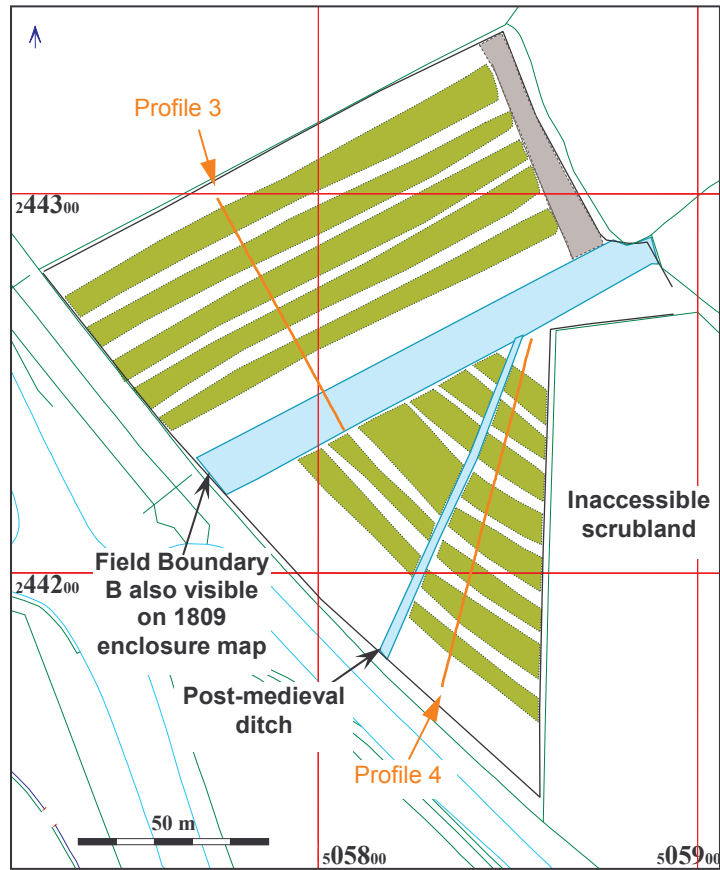 Profile 3
244300
Inaccessible
scrubland
Field Boundary
B also visible
on 1809
enclosure map
244200
Post-medieval
ditch
Profile 4
50 m
505800
505900